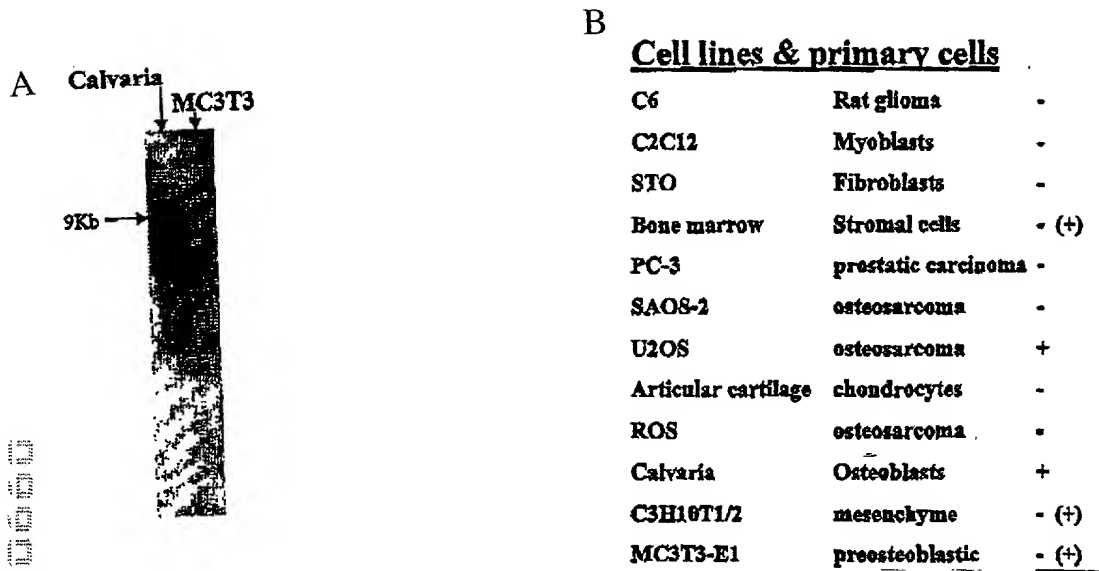 A
Calvaria
MC3T3
9Kb
B
Cell lines & primary cells
C6 Rat glioma -
C2C12 Myoblasts -
STO Fibroblasts -
Bone marrow Stromal cells - (+)
PC-3 prostatic carcinoma -
SAOS-2 osteosarcoma -
U2OS osteosarcoma +
Articular cartilage chondrocytes -
ROS osteosarcoma -
Calvaria Osteoblasts +
C3H10T1/2 mesenchyme - (+)
MC3T3-E1 preosteoblastic - (+)